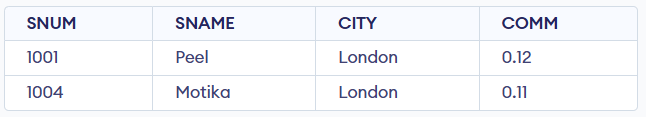 SNUM SNAME CITY COMM
1001 Peel London 0.12
1004 Motika London 0.11